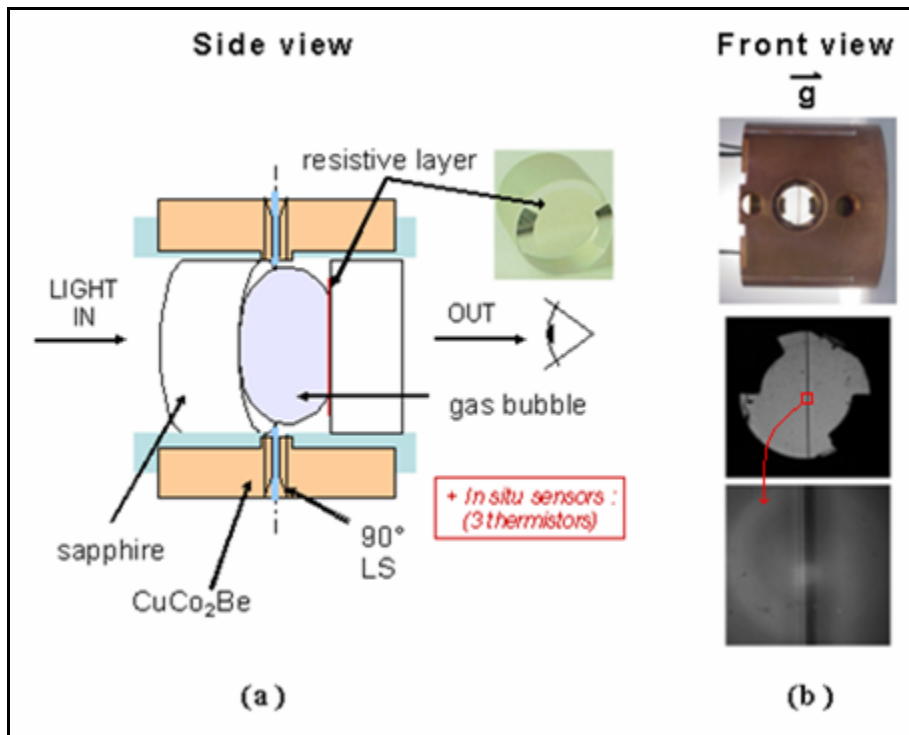 Side view
Front view
g
resistive layer
LIGHT
IN
OUT
gas bubble
+ In situ sensors :
(3 thermistors)
90°
LS
sapphire
CuCo₂Be
(a)
(b)